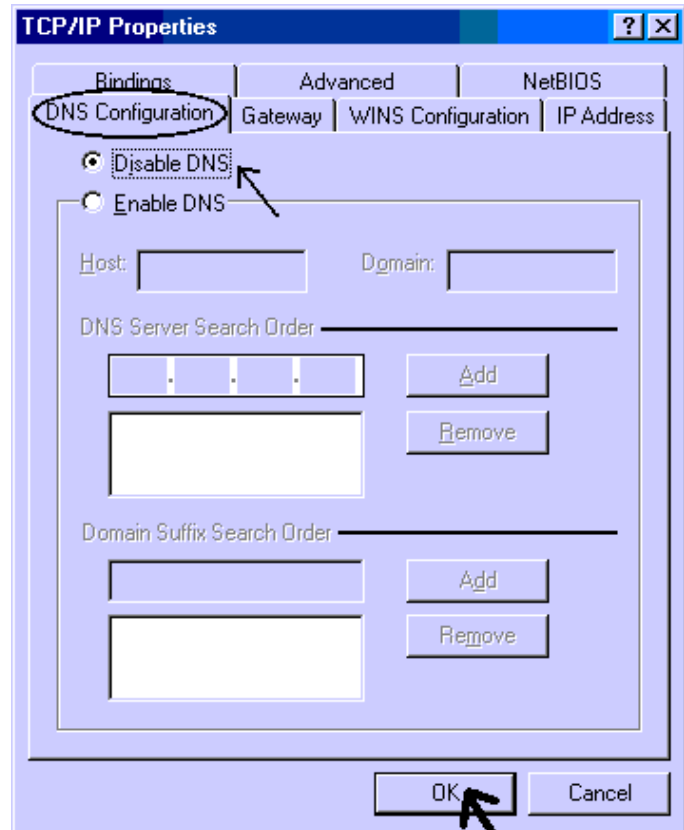 TCP/IP Properties
? X
Bindings Advanced NetBIOS
DNS Configuration Gateway WINS Configuration IP Address
Disable DNS
Enable DNS
Host: Domain:
DNS Server Search Order
. . .
Add
Remove
Domain Suffix Search Order
Add
Remove
OK Cancel